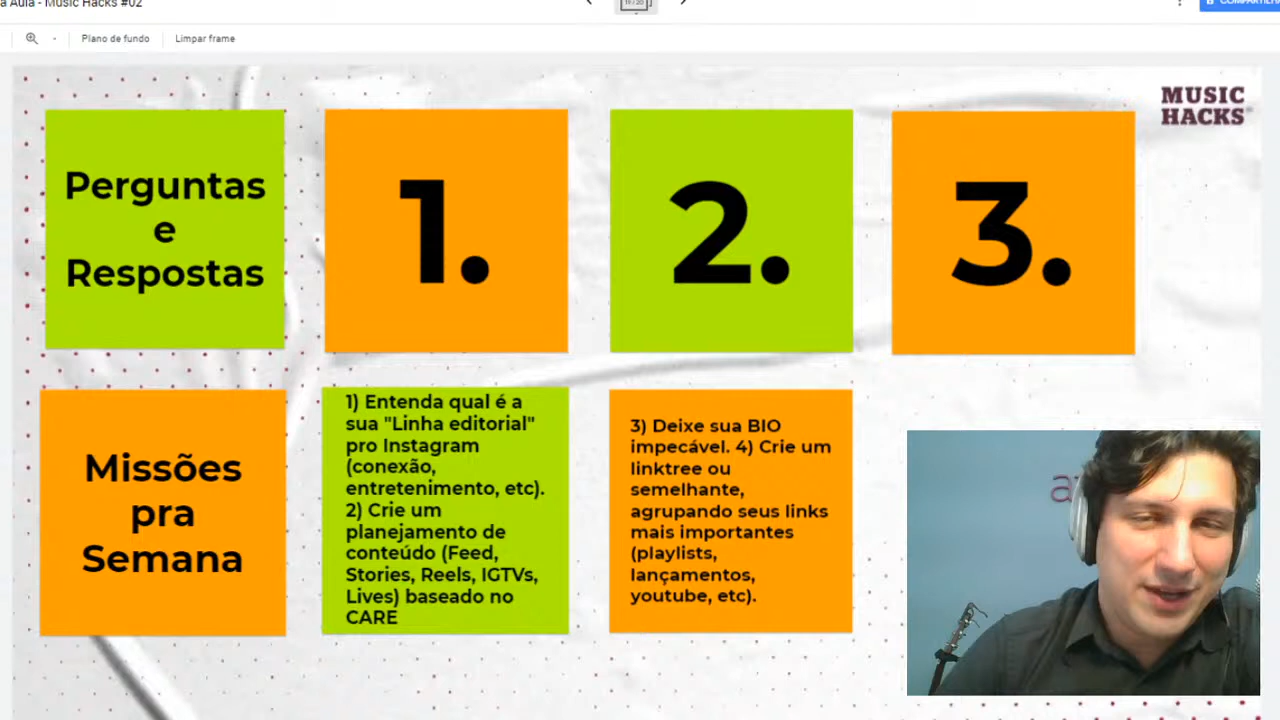 a Aula - Music Hacks #02
Plano de fundo
Limpar frame
MUSIC
HACKS
Perguntas
e
Respostas
1.
2.
3.
Missões
pra
Semana
1) Entenda qual é a
sua "Linha editorial"
pro Instagram
(conexão,
entretenimento, etc).
2) Crie um
planejamento de
conteúdo (Feed,
Stories, Reels, IGTVs,
Lives) baseado no
CARE
3) Deixe sua BIO
impecável. 4) Crie um
linktree ou
semelhante,
agrupando seus links
mais importantes
(playlists,
lançamentos,
youtube, etc).